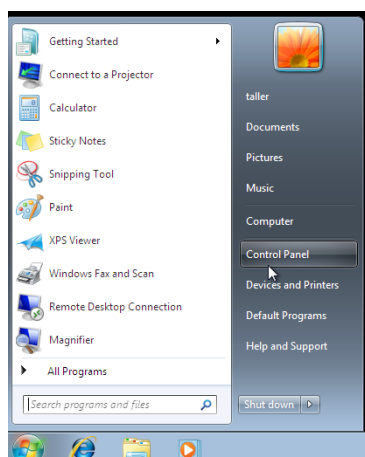 Getting Started
Connect to a Projector
Calculator
Sticky Notes
Snipping Tool
Paint
XPS Viewer
Windows Fax and Scan
Remote Desktop Connection
Magnifier
All Programs
Search programs and files
taller
Documents
Pictures
Music
Computer
Control Panel
Devices and Printers
Default Programs
Help and Support
Shut down